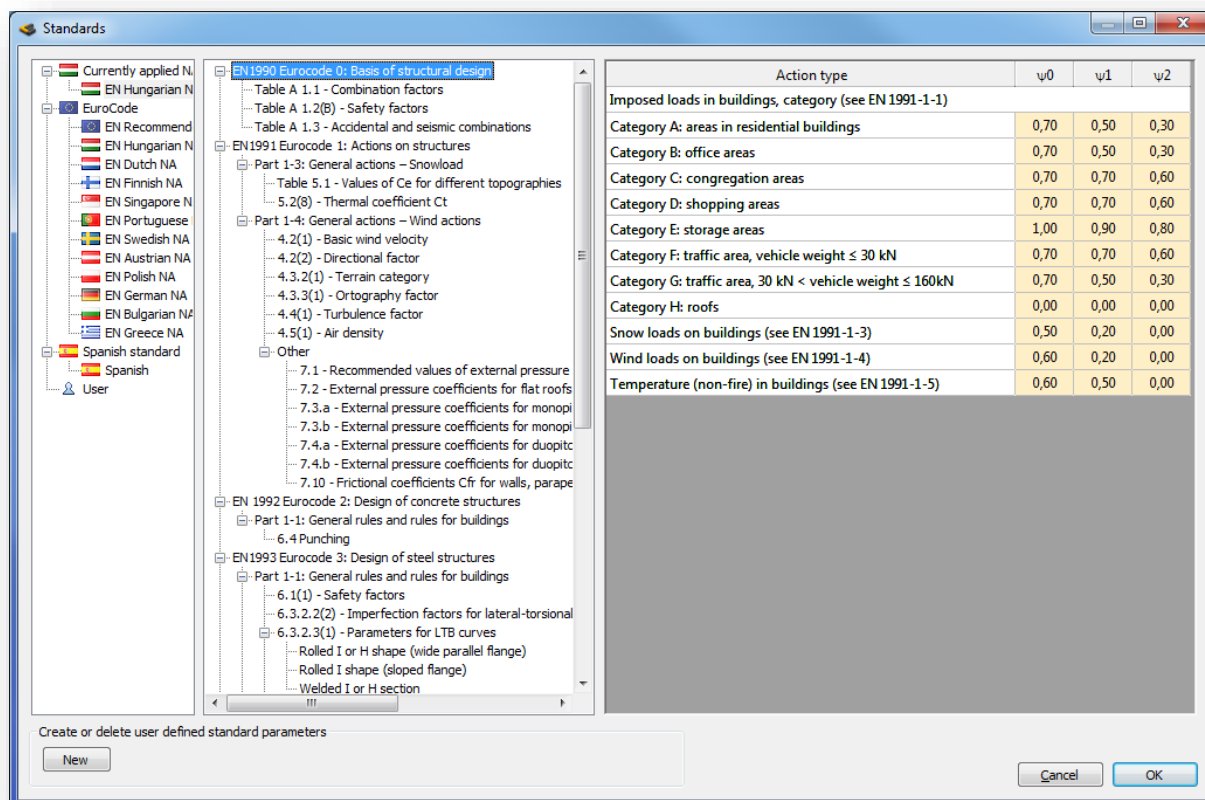 Standards
Currently applied N
EN Hungarian N
EuroCode
EN Recommend
EN Hungarian N
EN Dutch NA
EN Finnish NA
EN Singapore N
EN Portuguese
EN Swedish NA
EN Austrian NA
EN Polish NA
EN German NA
EN Bulgarian NA
EN Greece NA
Spanish standard
Spanish
User
EN1990 Eurocode 0: Basis of structural design
Table A 1.1 - Combination factors
Table A 1.2(B) - Safety factors
Table A 1.3 - Accidental and seismic combinations
EN1991 Eurocode 1: Actions on structures
Part 1-3: General actions – Snowload
Table 5.1 - Values of Ce for different topographies
5.2(8) - Thermal coefficient Ct
Part 1-4: General actions – Wind actions
4.2(1) - Basic wind velocity
4.2(2) - Directional factor
4.3.2(1) - Terrain category
4.3.3(1) - Ortography factor
4.4(1) - Turbulence factor
4.5(1) - Air density
Other
7.1 - Recommended values of external pressure
7.2 - External pressure coefficients for flat roofs
7.3.a - External pressure coefficients for monopi
7.3.b - External pressure coefficients for monopi
7.4.a - External pressure coefficients for duopitc
7.4.b - External pressure coefficients for duopitc
7.10 - Frictional coefficients Cfr for walls, parape
EN 1992 Eurocode 2: Design of concrete structures
Part 1-1: General rules and rules for buildings
6.4 Punching
EN1993 Eurocode 3: Design of steel structures
Part 1-1: General rules and rules for buildings
6.1(1) - Safety factors
6.3.2.2(2) - Imperfection factors for lateral-torsional
6.3.2.3(1) - Parameters for LTB curves
Rolled I or H shape (wide parallel flange)
Rolled I shape (sloped flange)
Welded I or H section
Action type ψ0 ψ1 ψ2
Imposed loads in buildings, category (see EN 1991-1-1)
Category A: areas in residential buildings 0,70 0,50 0,30
Category B: office areas 0,70 0,50 0,30
Category C: congregation areas 0,70 0,70 0,60
Category D: shopping areas 0,70 0,70 0,60
Category E: storage areas 1,00 0,90 0,80
Category F: traffic area, vehicle weight ≤ 30 kN 0,70 0,70 0,60
Category G: traffic area, 30 kN < vehicle weight ≤ 160kN 0,70 0,50 0,30
Category H: roofs 0,00 0,00 0,00
Snow loads on buildings (see EN 1991-1-3) 0,50 0,20 0,00
Wind loads on buildings (see EN 1991-1-4) 0,60 0,20 0,00
Temperature (non-fire) in buildings (see EN 1991-1-5) 0,60 0,50 0,00
Create or delete user defined standard parameters
New
Cancel
OK